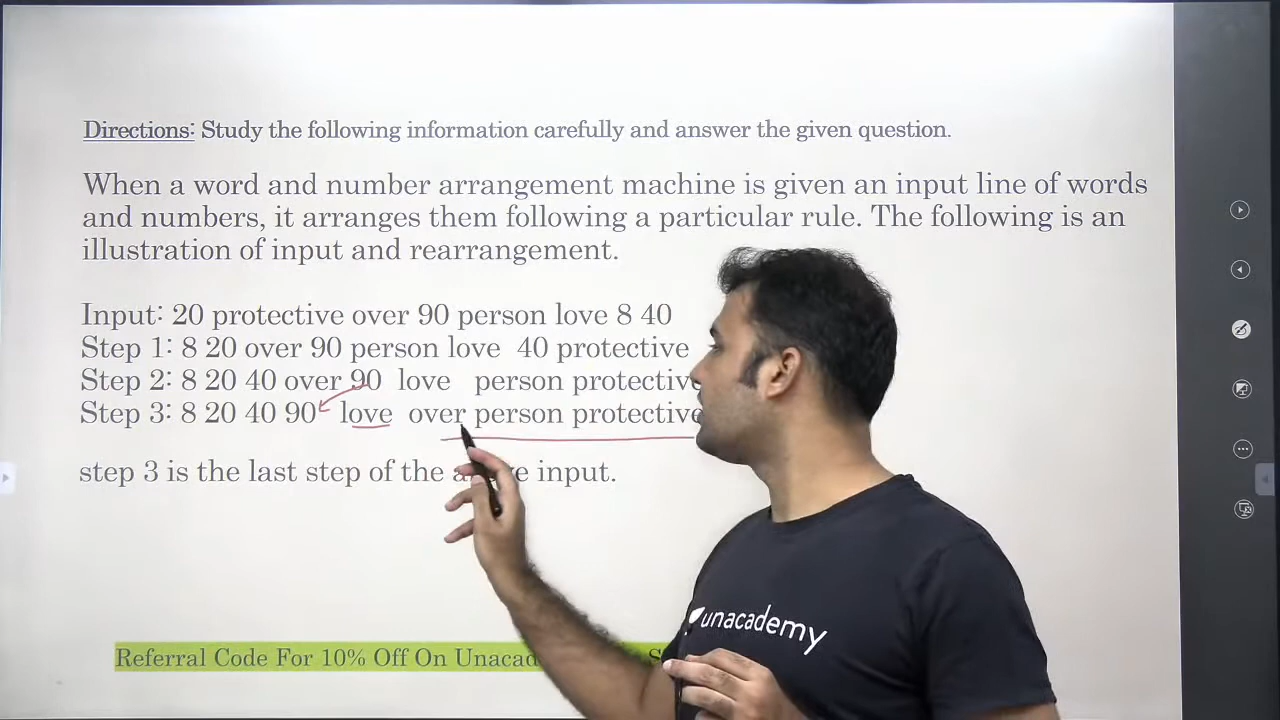 Directions: Study the following information carefully and answer the given question.
When a word and number arrangement machine is given an input line of words
and numbers, it arranges them following a particular rule. The following is an
illustration of input and rearrangement.
Input: 20 protective over 90 person love 8 40
Step 1: 8 20 over 90 person love 40 protective
Step 2: 8 20 40 over 90 love person protective
Step 3: 8 20 40 90 love over person protective
step 3 is the last step of the above input.
unacademy
Referral Code For 10% Off On Unacad